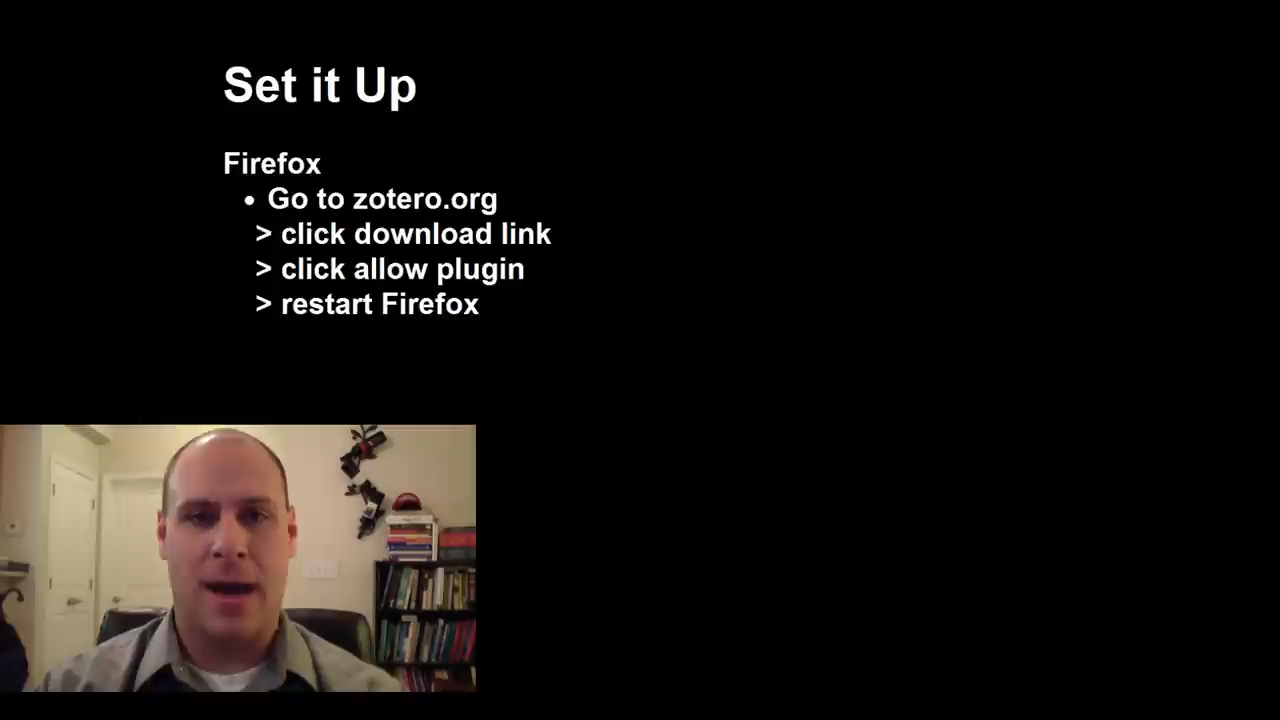 Set it Up
Firefox
• Go to zotero.org
> click download link
> click allow plugin
> restart Firefox